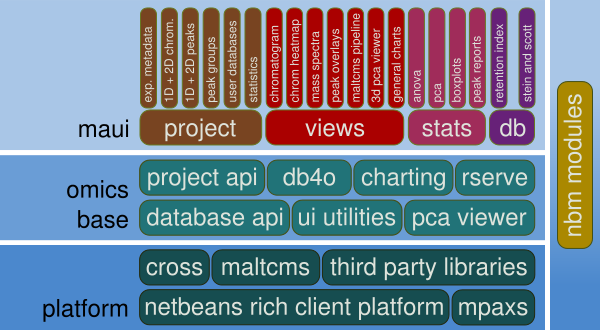 exp. metadata
1D + 2D chrom.
1D + 2D peaks
peak groups
user databases
statistics
chromatogram
chrom heatmap
mass spectra
peak overlays
maltcms pipeline
3d pca viewer
general charts
anova
pca
boxplots
peak reports
retention index
stein and scott
maui
project
views
stats
db
omics
base
project api
db4o
charting
rserve
database api
ui utilities
pca viewer
platform
cross
maltcms
third party libraries
netbeans rich client platform
mpaxs
nbm modules